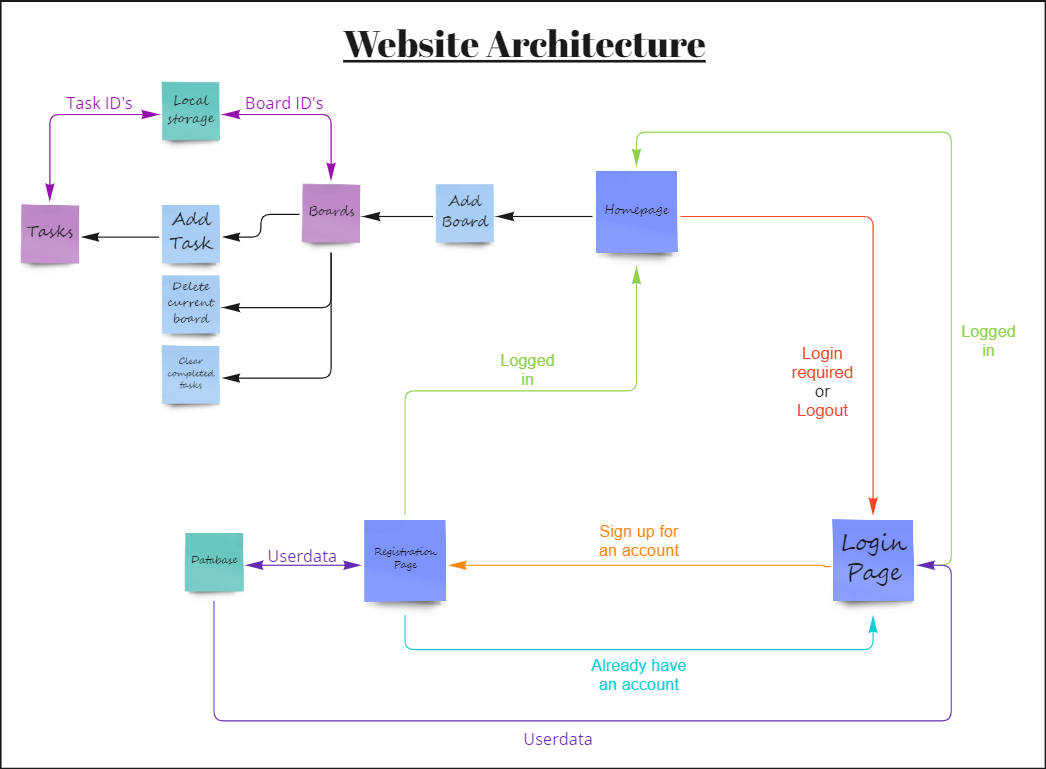 Website Architecture
Task ID's
Local
storage
Board ID's
Tasks
Add
Task
Boards
Add
Board
Homepage
Delete
current
board
Clear
completed
tasks
Logged
in
Login
required
or
Logout
Logged
in
Database
Userdata
Registration
Page
Sign up for
an account
Login
Page
Already have
an account
Userdata